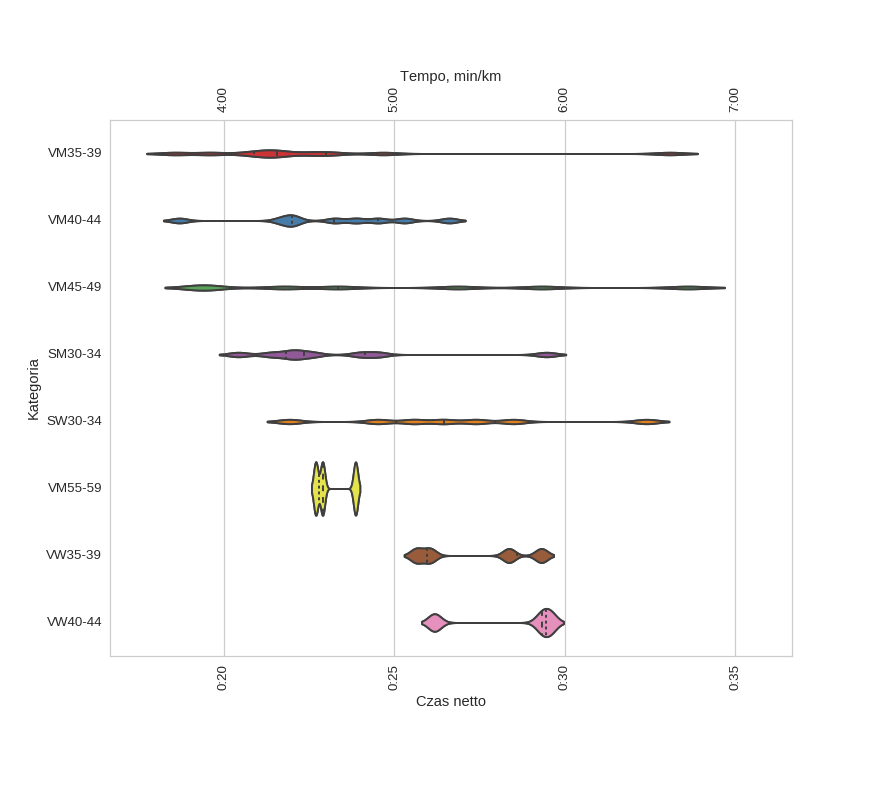 Tempo, min/km
4:00 5:00 6:00 7:00
VM35-39
VM40-44
VM45-49
SM30-34
SW30-34
VM55-59
VW35-39
VW40-44
Kategoria
0:20 0:25 0:30 0:35
Czas netto